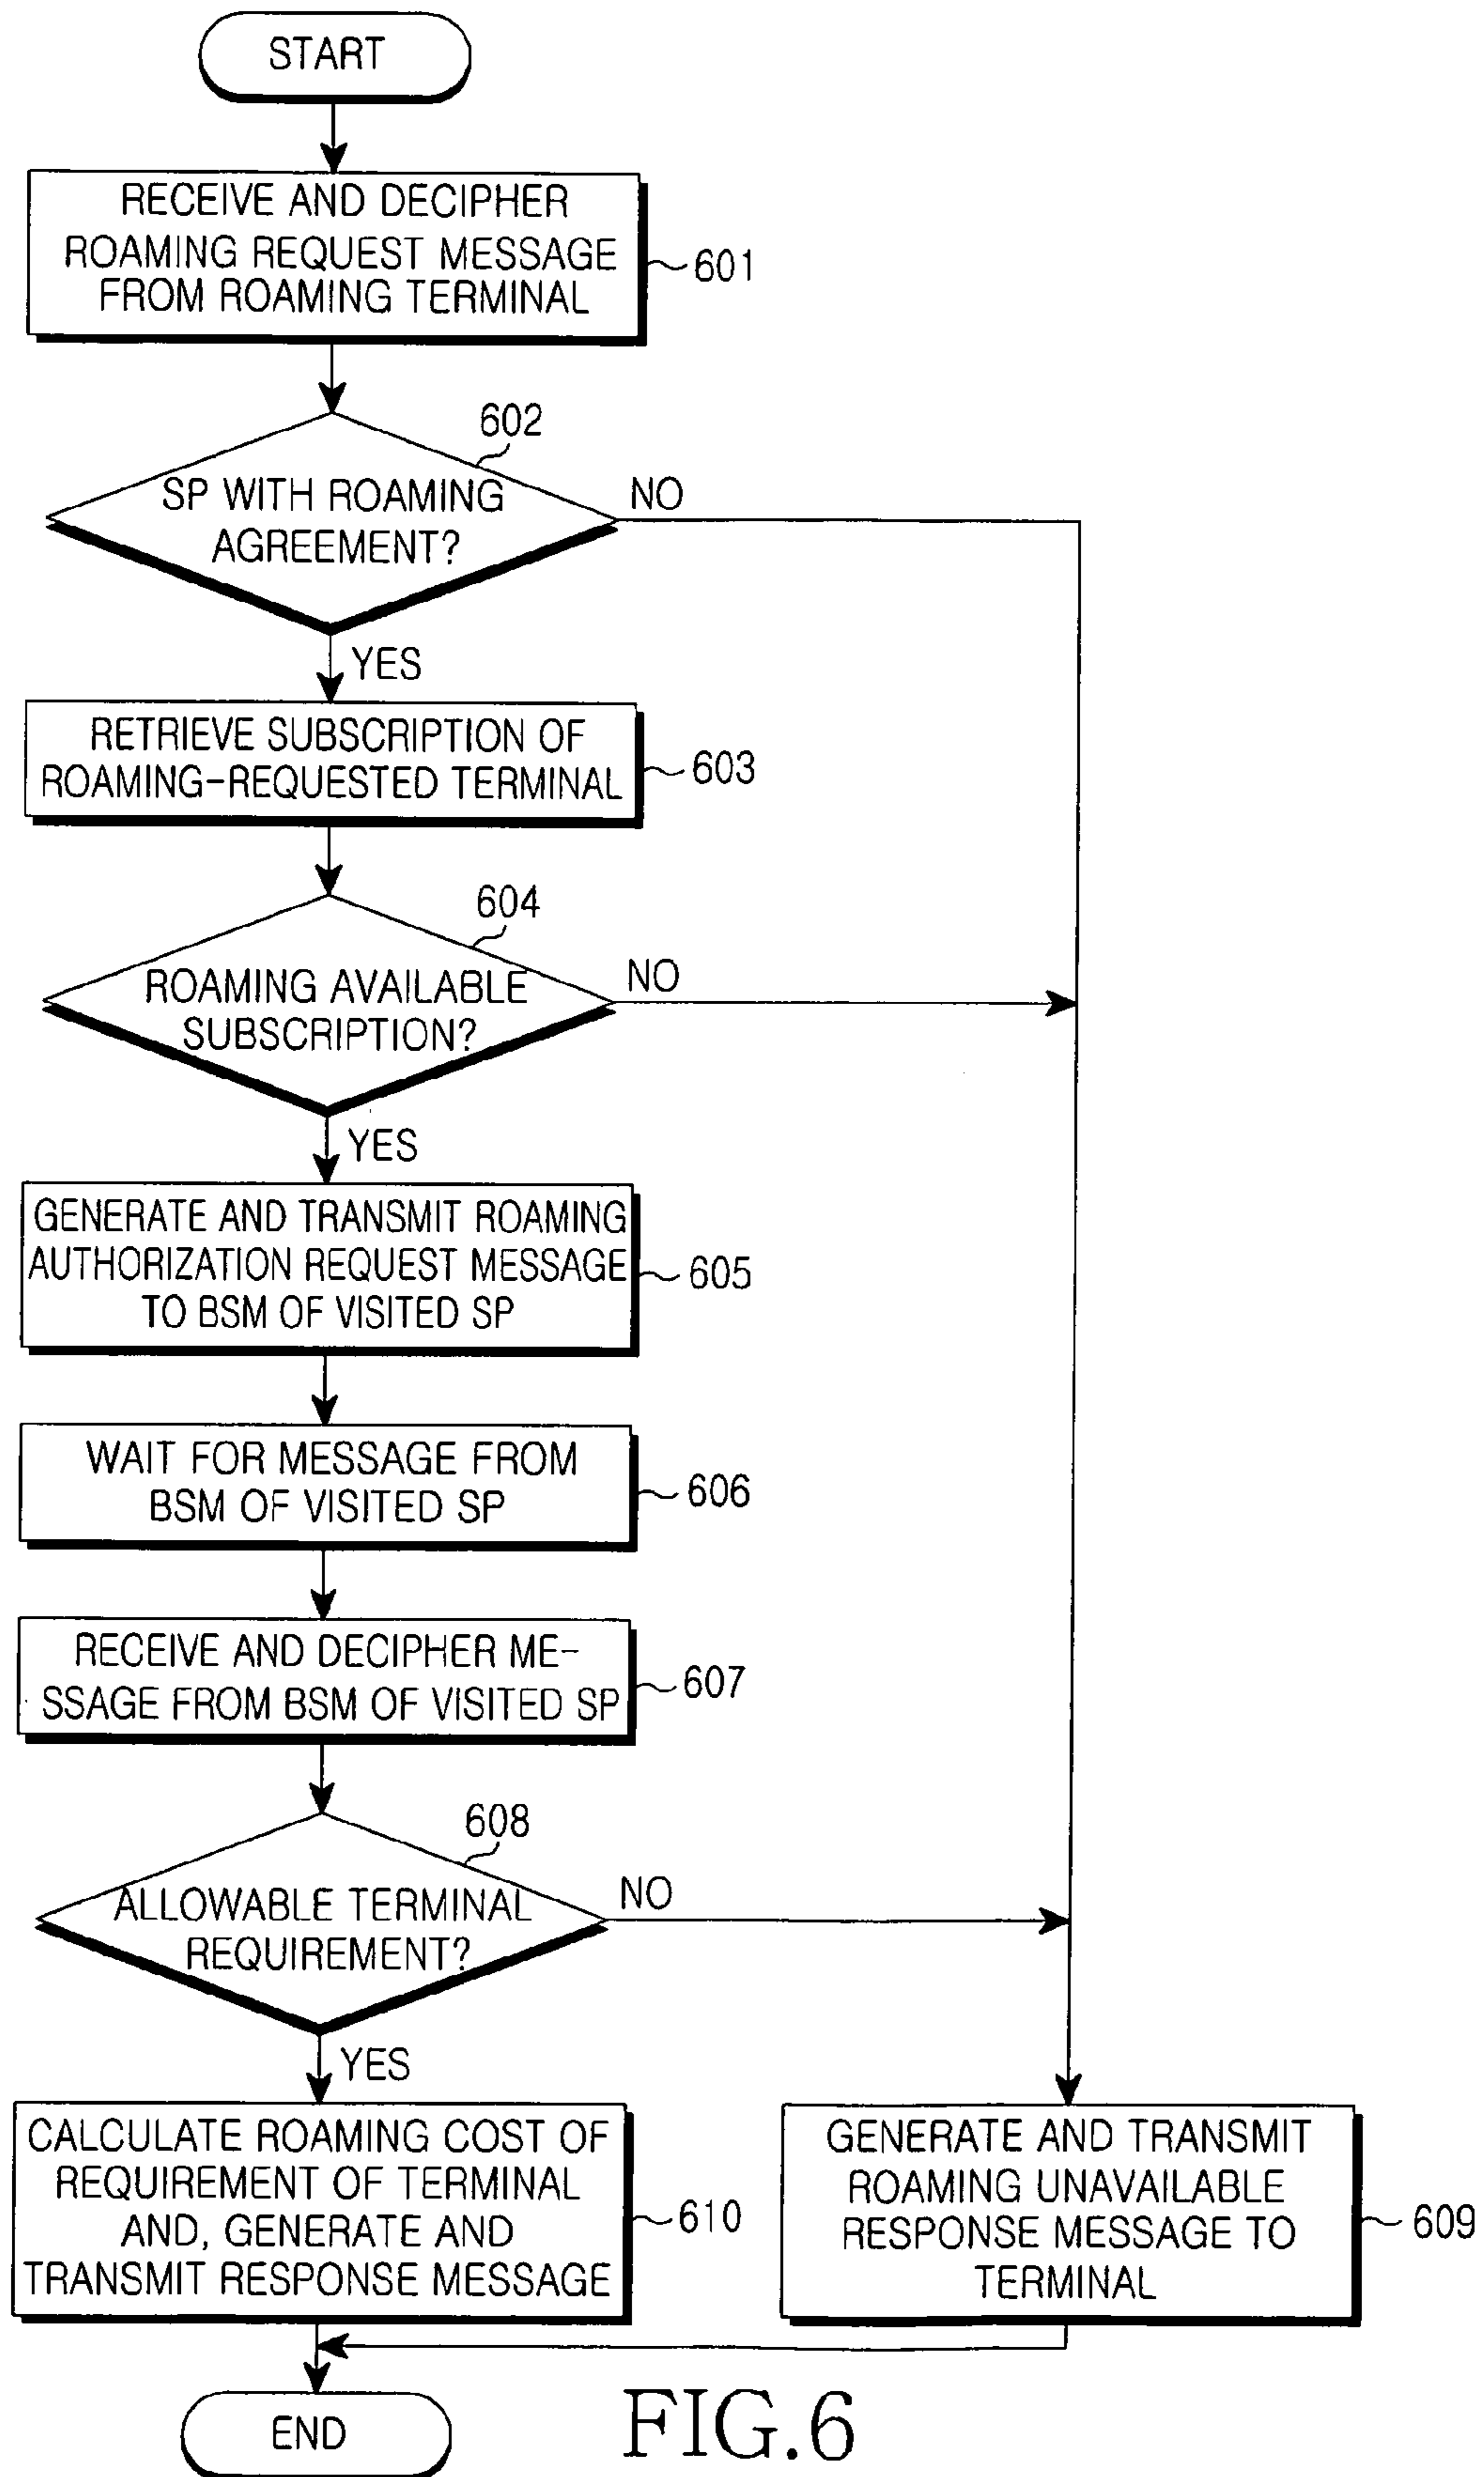 START
RECEIVE AND DECIPHER
ROAMING REQUEST MESSAGE
FROM ROAMING TERMINAL
601
602
SP WITH ROAMING
AGREEMENT?
NO
YES
RETRIEVE SUBSCRIPTION OF
ROAMING-REQUESTED TERMINAL
603
604
ROAMING AVAILABLE
SUBSCRIPTION?
NO
YES
GENERATE AND TRANSMIT ROAMING
AUTHORIZATION REQUEST MESSAGE
TO BSM OF VISITED SP
605
WAIT FOR MESSAGE FROM
BSM OF VISITED SP
606
RECEIVE AND DECIPHER ME-
SSAGE FROM BSM OF VISITED SP
607
608
ALLOWABLE TERMINAL
REQUIREMENT?
NO
YES
CALCULATE ROAMING COST OF
REQUIREMENT OF TERMINAL
AND, GENERATE AND
TRANSMIT RESPONSE MESSAGE
610
GENERATE AND TRANSMIT
ROAMING UNAVAILABLE
RESPONSE MESSAGE TO
TERMINAL
609
END
FIG.6